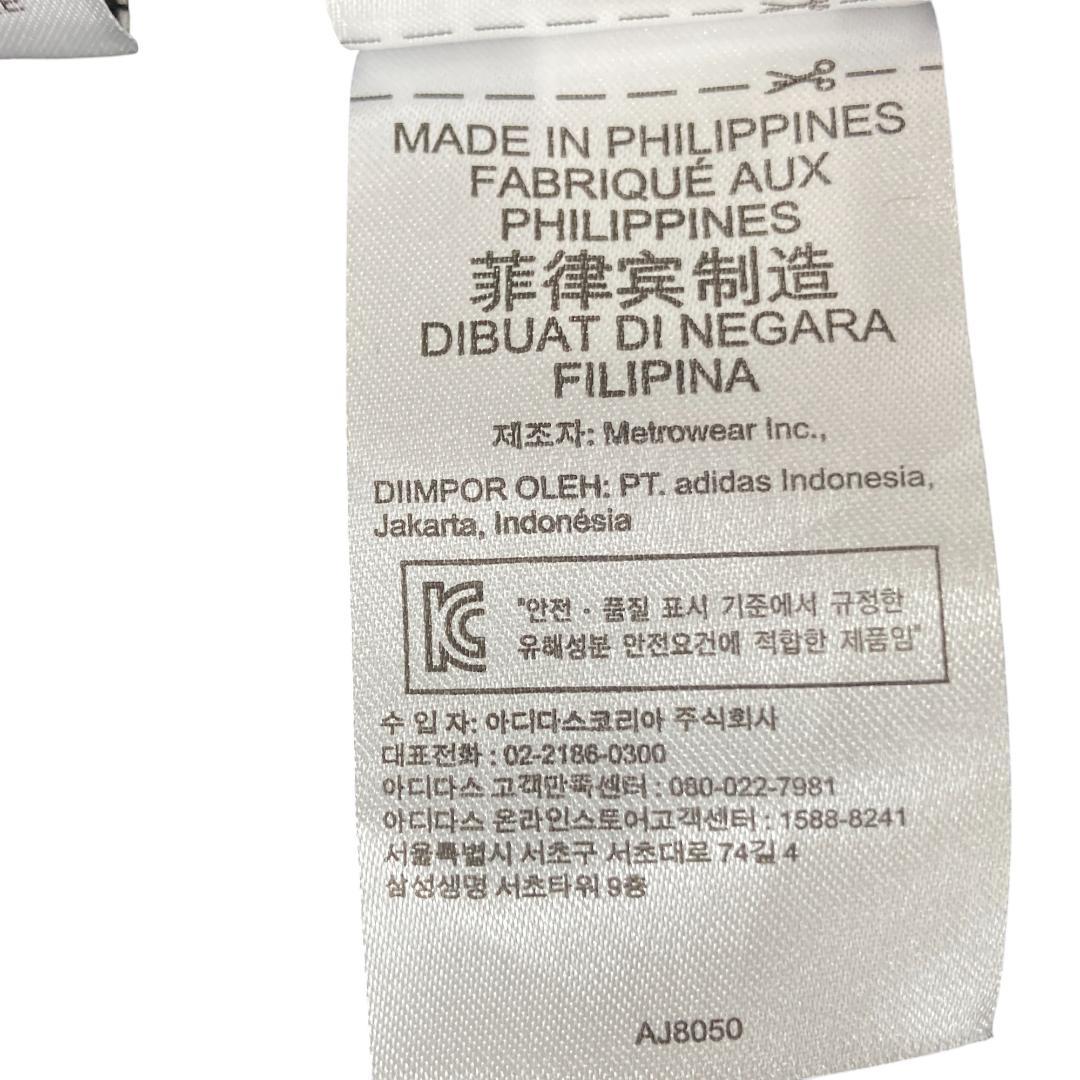 MADE IN PHILIPPINES
FABRIQUÉ AUX
PHILIPPINES
菲律宾制造
DIBUAT DI NEGARA
FILIPINA
제조자: Metrowear Inc.,
DIIMPOR OLEH: PT. adidas Indonesia,
Jakarta, Indonésia
"안전 · 품질 표시 기준에서 규정한
유해성분 안전요건에 적합한 제품임"
수 입 자: 아디다스코리아 주식회사
대표전화 : 02-2186-0300
아디다스 고객만족센터 : 080-022-7981
아디다스 온라인스토어고객센터 : 1588-8241
서울특별시 서초구 서초대로 74길 4
삼성생명 서초타워 9층
AJ8050